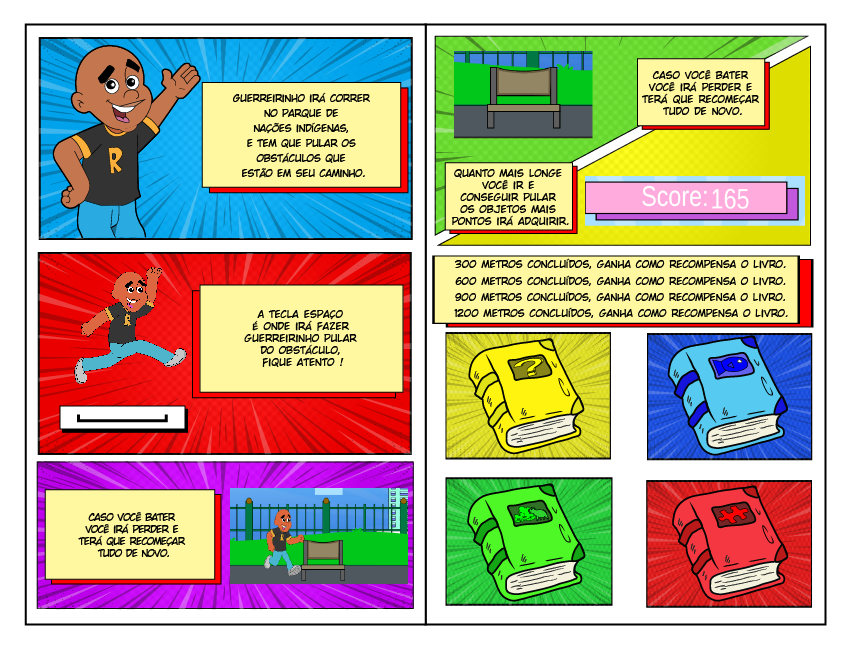 R
GUERREIRINHO IRÁ CORRER
NO PARQUE DE
NAÇÕES INDÍGENAS,
E TEM QUE PULAR OS
OBSTÁCULOS QUE
ESTÃO EM SEU CAMINHO.
R
A TECLA ESPAÇO
É ONDE IRÁ FAZER
GUERREIRINHO PULAR
DO OBSTÁCULO,
FIQUE ATENTO !
CASO VOCÊ BATER
VOCÊ IRÁ PERDER E
TERÁ QUE RECOMEÇAR
TUDO DE NOVO.
R
CASO VOCÊ BATER
VOCÊ IRÁ PERDER E
TERÁ QUE RECOMEÇAR
TUDO DE NOVO.
QUANTO MAIS LONGE
VOCÊ IR E
CONSEGUIR PULAR
OS OBJETOS MAIS
PONTOS IRÁ ADQUIRIR.
Score: 165
300 METROS CONCLUÍDOS, GANHA COMO RECOMPENSA O LIVRO.
600 METROS CONCLUÍDOS, GANHA COMO RECOMPENSA O LIVRO.
900 METROS CONCLUÍDOS, GANHA COMO RECOMPENSA O LIVRO.
1200 METROS CONCLUÍDOS, GANHA COMO RECOMPENSA O LIVRO.
?